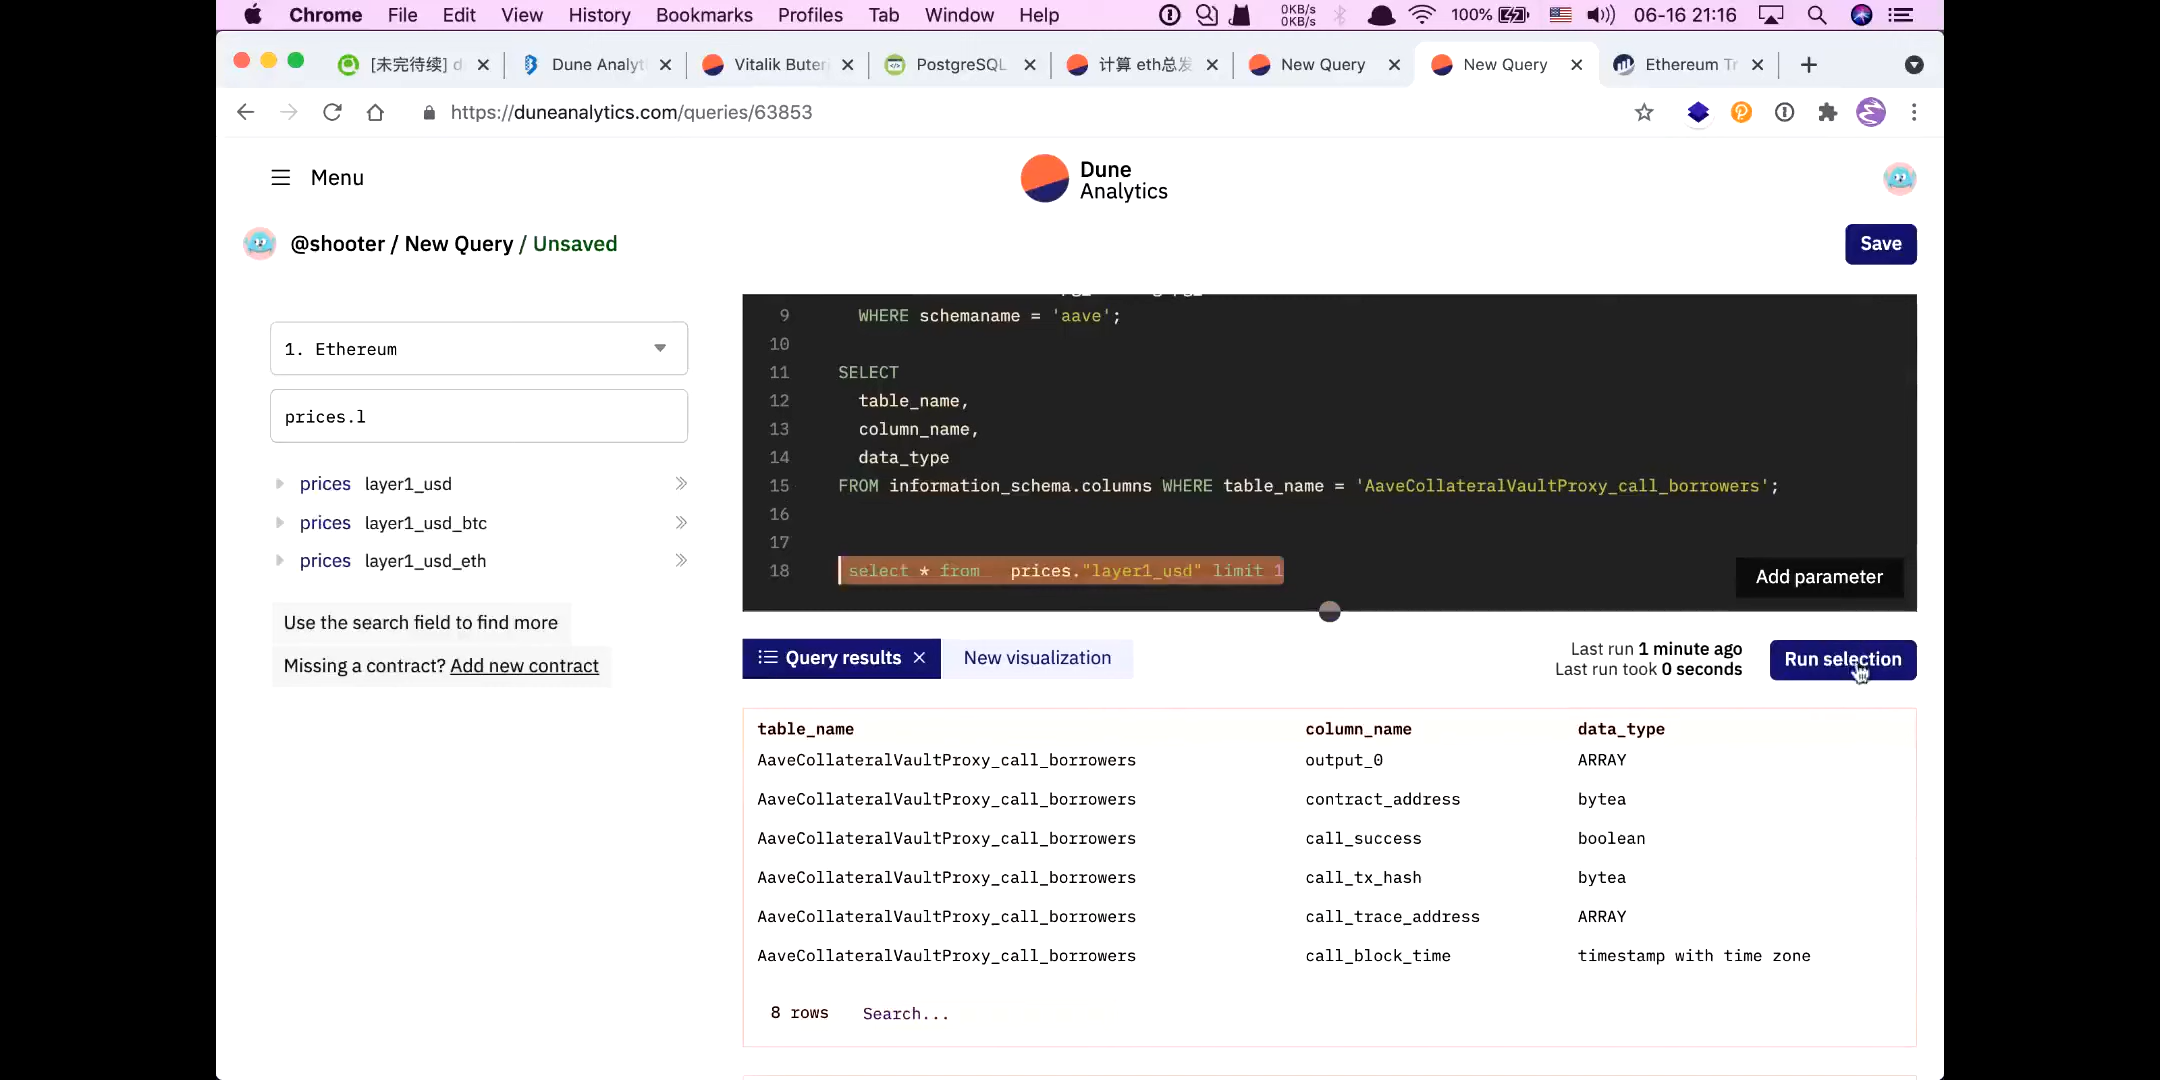 Chrome File Edit View History Bookmarks Profiles Tab Window Help 0KB/s 0KB/s 100% 06-16 21:16
[未完待续] d Dune Analyt Vitalik Buter PostgreSQL 计算 eth总发 New Query New Query Ethereum Tr
https://duneanalytics.com/queries/63853
Menu
Dune
Analytics
@shooter / New Query / Unsaved
Save
1. Ethereum
prices.l
prices layer1_usd
prices layer1_usd_btc
prices layer1_usd_eth
Use the search field to find more
Missing a contract? Add new contract
9 WHERE schemaname = 'aave';
10
11 SELECT
12 table_name,
13 column_name,
14 data_type
15 FROM information_schema.columns WHERE table_name = 'AaveCollateralVaultProxy_call_borrowers';
16
17
18 select * from prices."layer1_usd" limit 1
Add parameter
Query results New visualization
Last run 1 minute ago
Last run took 0 seconds
Run selection
table_name column_name data_type
AaveCollateralVaultProxy_call_borrowers output_0 ARRAY
AaveCollateralVaultProxy_call_borrowers contract_address bytea
AaveCollateralVaultProxy_call_borrowers call_success boolean
AaveCollateralVaultProxy_call_borrowers call_tx_hash bytea
AaveCollateralVaultProxy_call_borrowers call_trace_address ARRAY
AaveCollateralVaultProxy_call_borrowers call_block_time timestamp with time zone
8 rows Search...